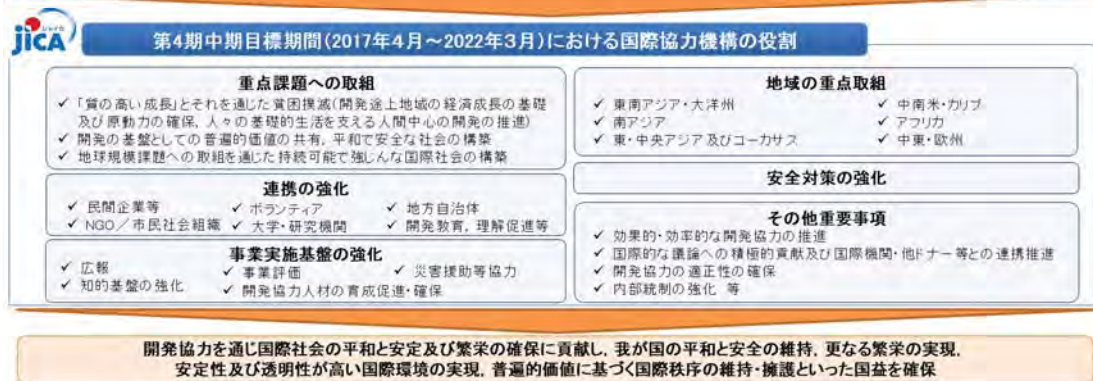 ジャイカ
JICA
第4期中期目標期間(2017年4月～2022年3月)における国際協力機構の役割
重点課題への取組
✓ 「質の高い成長」とそれを通じた貧困撲滅(開発途上地域の経済成長の基礎
及び原動力の確保，人々の基礎的生活を支える人間中心の開発の推進)
✓ 開発の基盤としての普遍的価値の共有，平和で安全な社会の構築
✓ 地球規模課題への取組を通じた持続可能で強じんな国際社会の構築
連携の強化
✓ 民間企業等 ✓ ボランティア ✓ 地方自治体
✓ NGO／市民社会組織 ✓ 大学・研究機関 ✓ 開発教育，理解促進等
事業実施基盤の強化
✓ 広報 ✓ 事業評価 ✓ 災害援助等協力
✓ 知的基盤の強化 ✓ 開発協力人材の育成促進・確保
地域の重点取組
✓ 東南アジア・大洋州 ✓ 中南米・カリブ
✓ 南アジア ✓ アフリカ
✓ 東・中央アジア及びコーカサス ✓ 中東・欧州
安全対策の強化
その他重要事項
✓ 効果的・効率的な開発協力の推進
✓ 国際的な議論への積極的貢献及び国際機関・他ドナー等との連携推進
✓ 開発協力の適正性の確保
✓ 内部統制の強化 等
開発協力を通じ国際社会の平和と安定及び繁栄の確保に貢献し，我が国の平和と安全の維持，更なる繁栄の実現，
安定性及び透明性が高い国際環境の実現，普遍的価値に基づく国際秩序の維持・擁護といった国益を確保